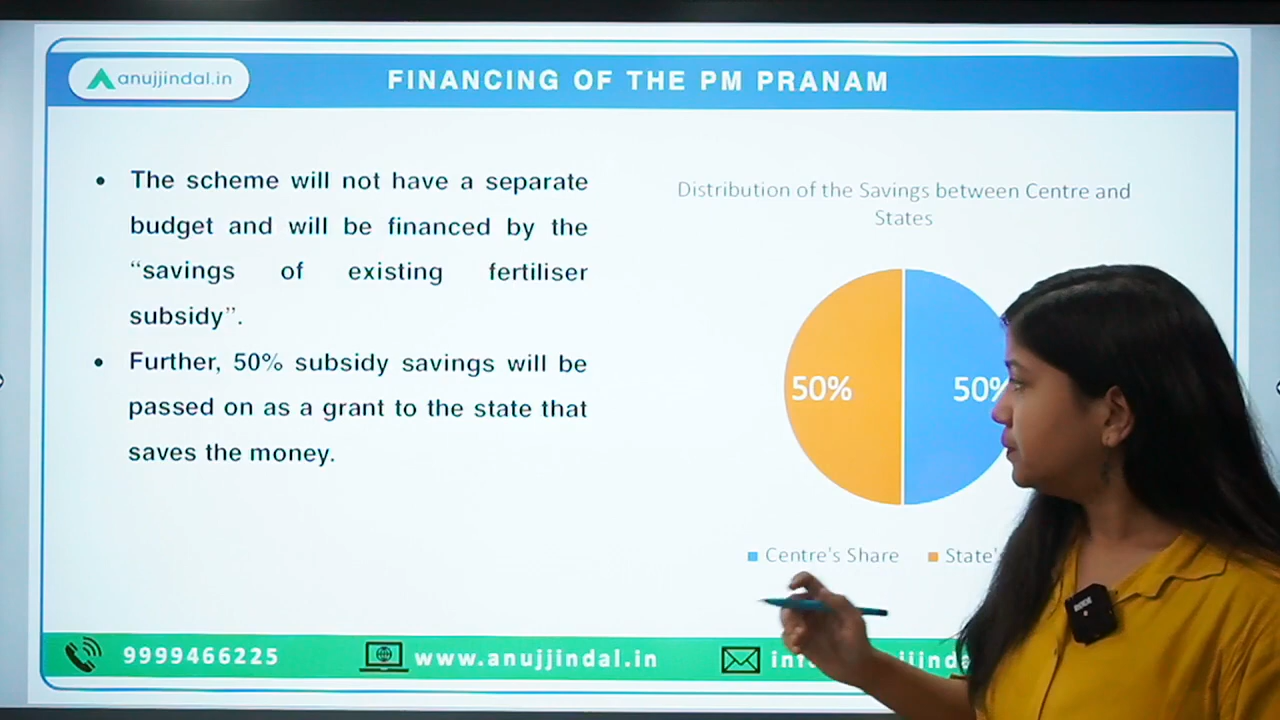 anujjindal.in
FINANCING OF THE PM PRANAM
• The scheme will not have a separate
budget and will be financed by the
“savings of existing fertiliser
subsidy”.
• Further, 50% subsidy savings will be
passed on as a grant to the state that
saves the money.
Distribution of the Savings between Centre and
States
50%
50%
Centre's Share
State's
9999466225
www.anujjindal.in